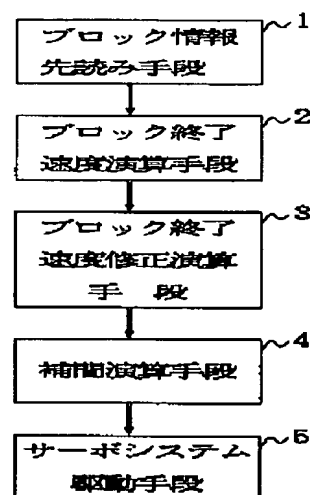 ブロック情報
先読み手段
1
ブロック終了
速度演算手段
2
ブロック終了
速度修正演算
手 段
3
補間演算手段
4
サーボシステム
駆動手段
5